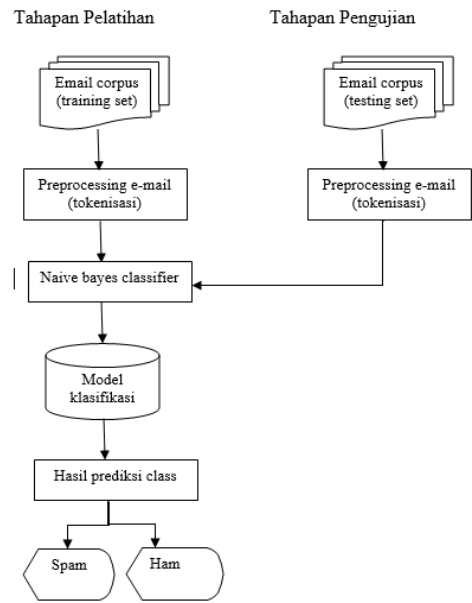 Tahapan Pelatihan
Tahapan Pengujian
Email corpus
(training set)
Email corpus
(testing set)
Preprocessing e-mail
(tokenisasi)
Preprocessing e-mail
(tokenisasi)
Naive bayes classifier
Model
klasifikasi
Hasil prediksi class
Spam
Ham